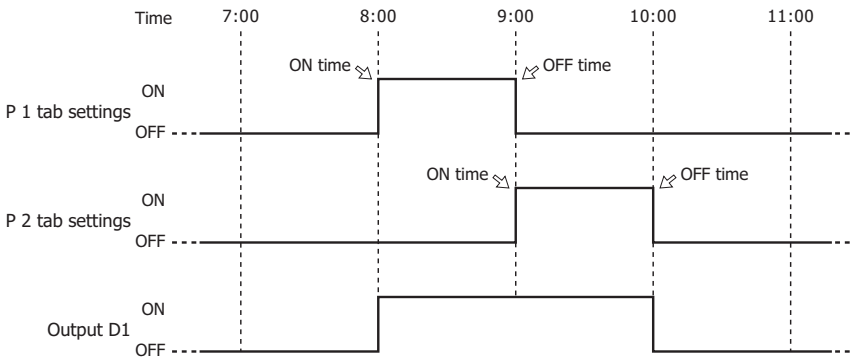 Time 7:00 8:00 9:00 10:00 11:00
ON time OFF time
ON
P 1 tab settings
OFF
ON time OFF time
ON
P 2 tab settings
OFF
ON
Output D1
OFF